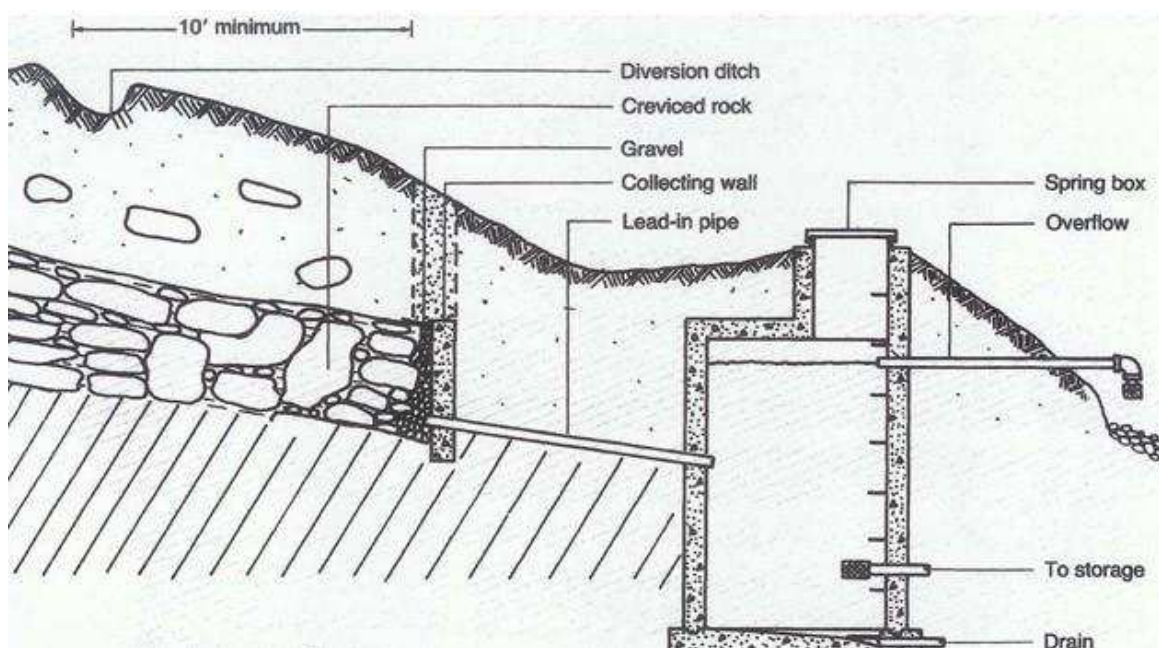 10' minimum
Diversion ditch
Creviced rock
Gravel
Collecting wall
Lead-in pipe
Spring box
Overflow
To storage
Drain